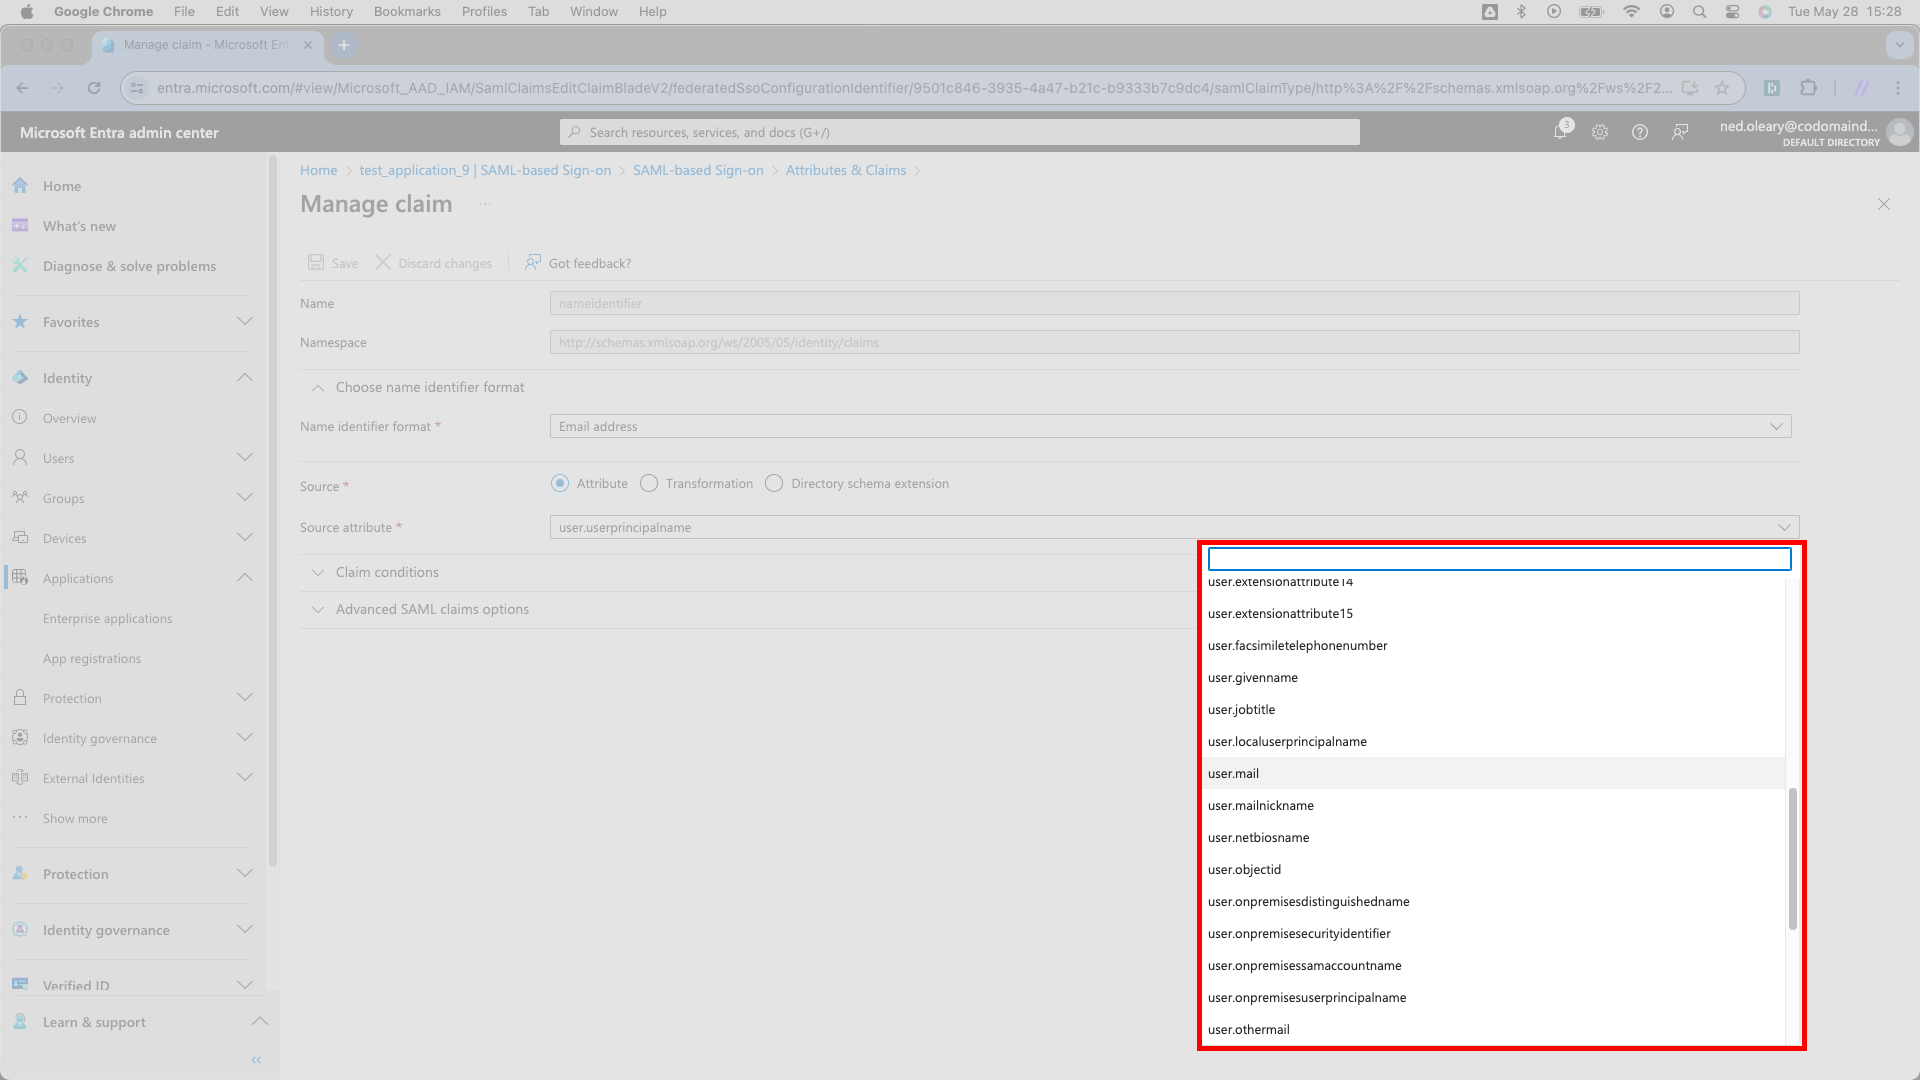 Google Chrome File Edit View History Bookmarks Profiles Tab Window Help Tue May 28 15:28
Manage claim - Microsoft Ent
entra.microsoft.com/#view/Microsoft_AAD_IAM/SamlClaimsEditClaimBladeV2/federatedSsoConfigurationIdentifier/9501c846-3935-4a47-b21c-b9333b7c9dc4/samlClaimType/http%3A%2F%2Fschemas.xmlsoap.org%2Fws%2F2...
Microsoft Entra admin center
Search resources, services, and docs (G+/)
3
ned.oleary@codomaind...
DEFAULT DIRECTORY
Home
What's new
Diagnose & solve problems
Favorites
Identity
Overview
Users
Groups
Devices
Applications
Enterprise applications
App registrations
Protection
Identity governance
External Identities
Show more
Protection
Identity governance
Verified ID
Learn & support
Home > test_application_9 | SAML-based Sign-on > SAML-based Sign-on > Attributes & Claims >
Manage claim ...
Save Discard changes Got feedback?
Name nameidentifier
Namespace http://schemas.xmlsoap.org/ws/2005/05/identity/claims
Choose name identifier format
Name identifier format * Email address
Source * Attribute Transformation Directory schema extension
Source attribute * user.userprincipalname
Claim conditions
Advanced SAML claims options
user.extensionattribute14
user.extensionattribute15
user.facsimiletelephonenumber
user.givenname
user.jobtitle
user.localuserprincipalname
user.mail
user.mailnickname
user.netbiosname
user.objectid
user.onpremisesdistinguishedname
user.onpremisesecurityidentifier
user.onpremisessamaccountname
user.onpremisesuserprincipalname
user.othermail